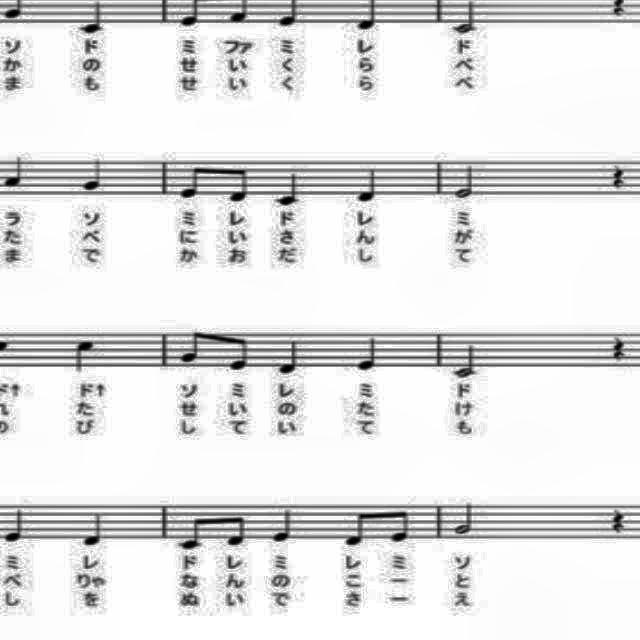 ソ ド ミ ファ ミ レ ド
か の せ い く ら べ
ま も せ い く ら べ
ラ ソ ミ レ ド レ ミ
た べ に い さ ん が
ま で か お だ し て
ド↑ ド↑ ソ ミ レ ミ ド
れ た せ い の た け
の び し て い て も
ミ レ ド レ ミ レ ミ ソ
べ りゃ な ん の こ ー と
し を ぬ い で さ ー え